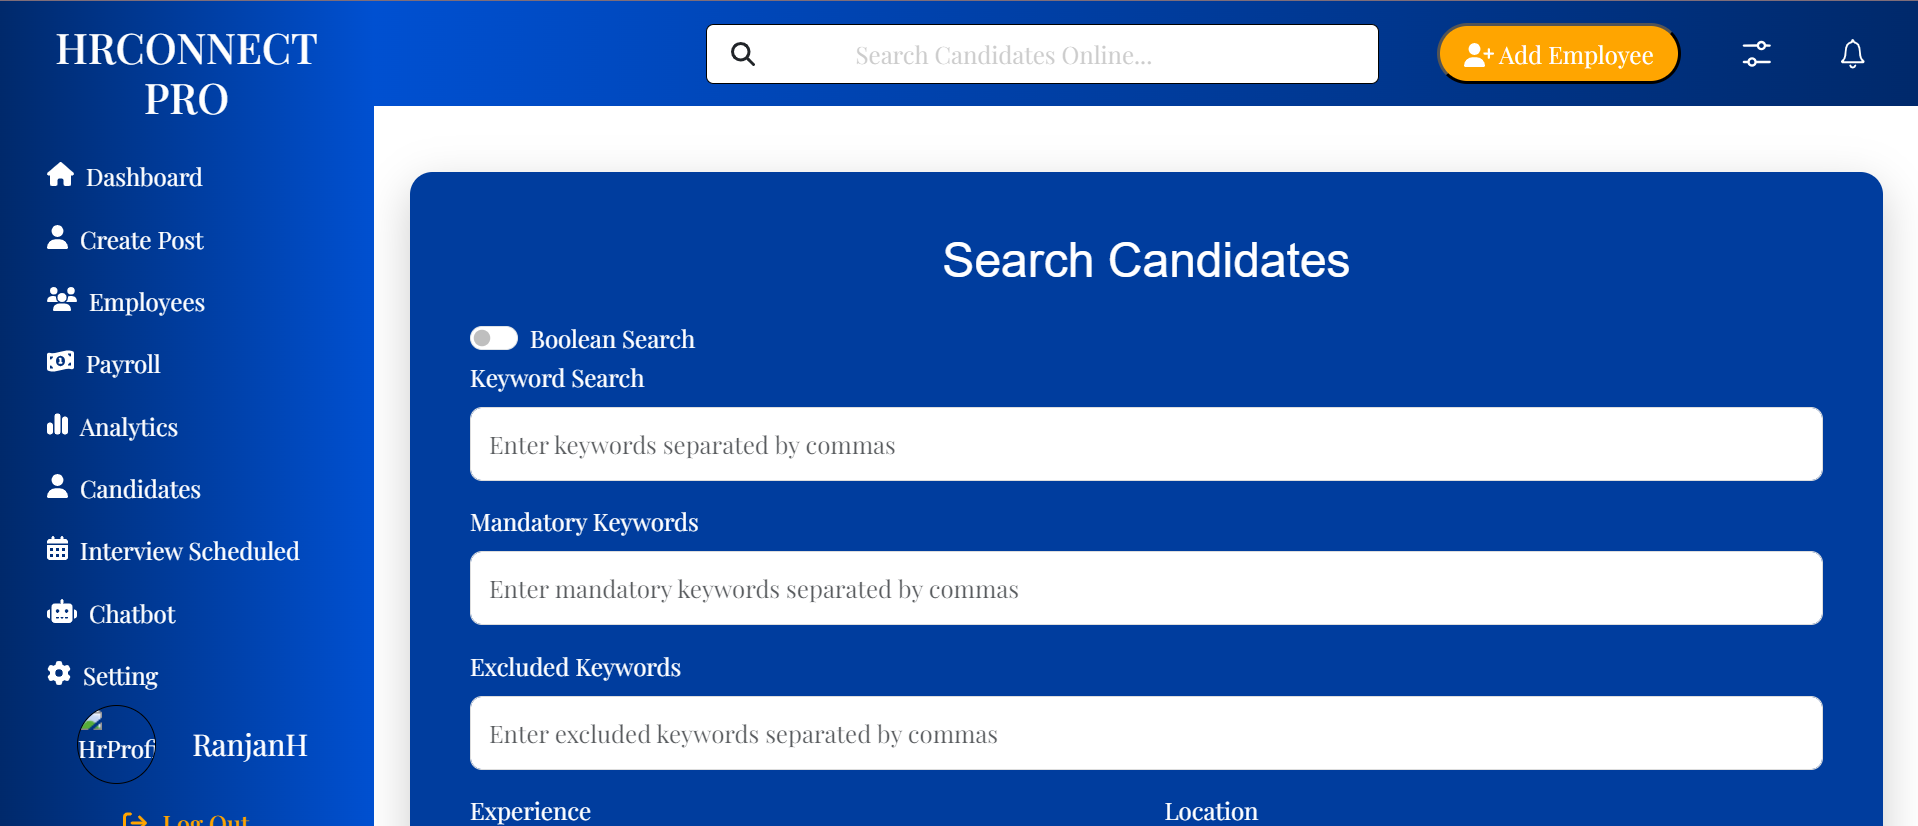 HRCONNECT
PRO
Search Candidates Online...
Add Employee
Dashboard
Create Post
Employees
Payroll
Analytics
Candidates
Interview Scheduled
Chatbot
Setting
HrProf
RanjanH
Log Out
Search Candidates
Boolean Search
Keyword Search
Enter keywords separated by commas
Mandatory Keywords
Enter mandatory keywords separated by commas
Excluded Keywords
Enter excluded keywords separated by commas
Experience
Location